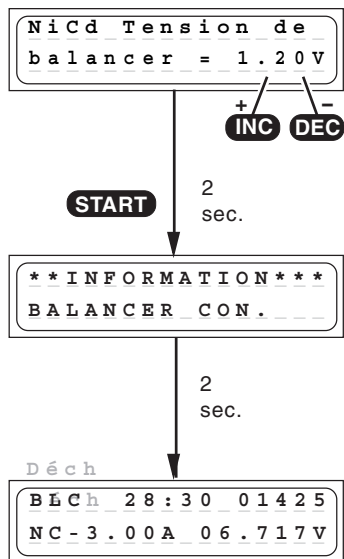 NiCd Tension de
balancer = 1.20V
+ -
INC DEC
START
2
sec.
**INFORMATION***
BALANCER CON.
2
sec.
Déch
BLC 28:30 01425
NC-3.00A 06.717V